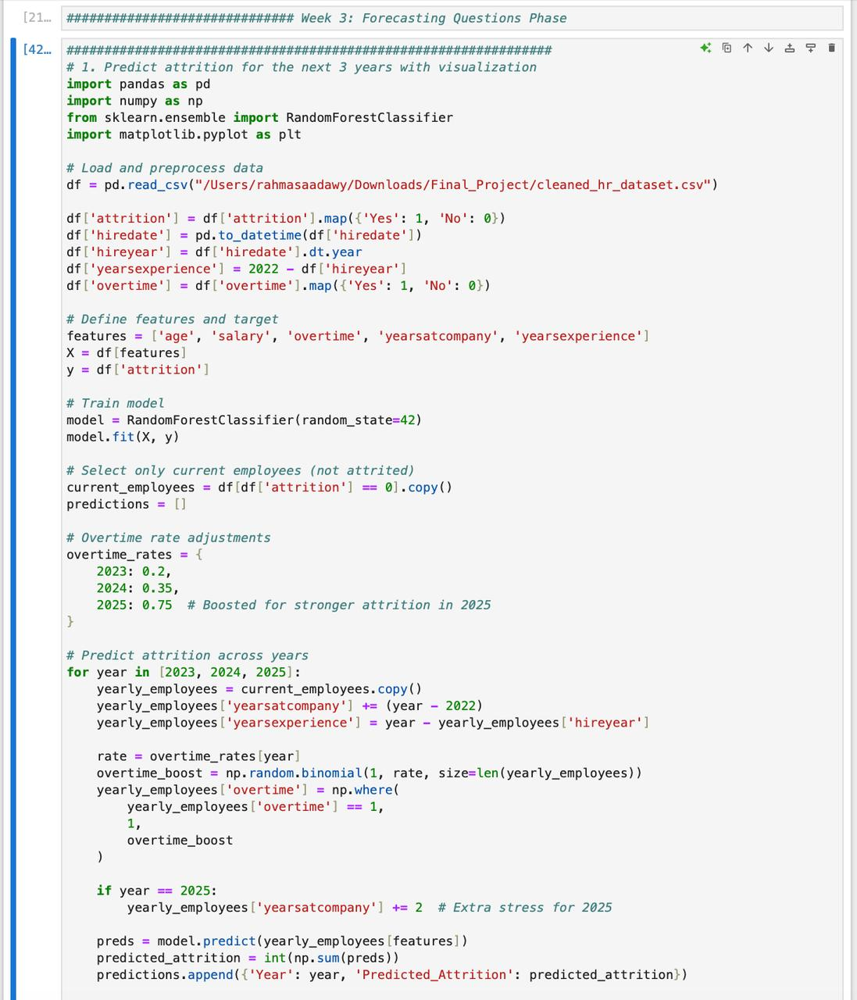 [21...
############################## Week 3: Forecasting Questions Phase
[42...
################################################################
# 1. Predict attrition for the next 3 years with visualization
import pandas as pd
import numpy as np
from sklearn.ensemble import RandomForestClassifier
import matplotlib.pyplot as plt
# Load and preprocess data
df = pd.read_csv("/Users/rahmasaadawy/Downloads/Final_Project/cleaned_hr_dataset.csv")
df['attrition'] = df['attrition'].map({'Yes': 1, 'No': 0})
df['hiredate'] = pd.to_datetime(df['hiredate'])
df['hireyear'] = df['hiredate'].dt.year
df['yearsexperience'] = 2022 - df['hireyear']
df['overtime'] = df['overtime'].map({'Yes': 1, 'No': 0})
# Define features and target
features = ['age', 'salary', 'overtime', 'yearsatcompany', 'yearsexperience']
X = df[features]
y = df['attrition']
# Train model
model = RandomForestClassifier(random_state=42)
model.fit(X, y)
# Select only current employees (not attrited)
current_employees = df[df['attrition'] == 0].copy()
predictions = []
# Overtime rate adjustments
overtime_rates = {
    2023: 0.2,
    2024: 0.35,
    2025: 0.75  # Boosted for stronger attrition in 2025
}
# Predict attrition across years
for year in [2023, 2024, 2025]:
    yearly_employees = current_employees.copy()
    yearly_employees['yearsatcompany'] += (year - 2022)
    yearly_employees['yearsexperience'] = year - yearly_employees['hireyear']
    rate = overtime_rates[year]
    overtime_boost = np.random.binomial(1, rate, size=len(yearly_employees))
    yearly_employees['overtime'] = np.where(
        yearly_employees['overtime'] == 1,
        1,
        overtime_boost
    )
    if year == 2025:
        yearly_employees['yearsatcompany'] += 2  # Extra stress for 2025
    preds = model.predict(yearly_employees[features])
    predicted_attrition = int(np.sum(preds))
    predictions.append({'Year': year, 'Predicted_Attrition': predicted_attrition})